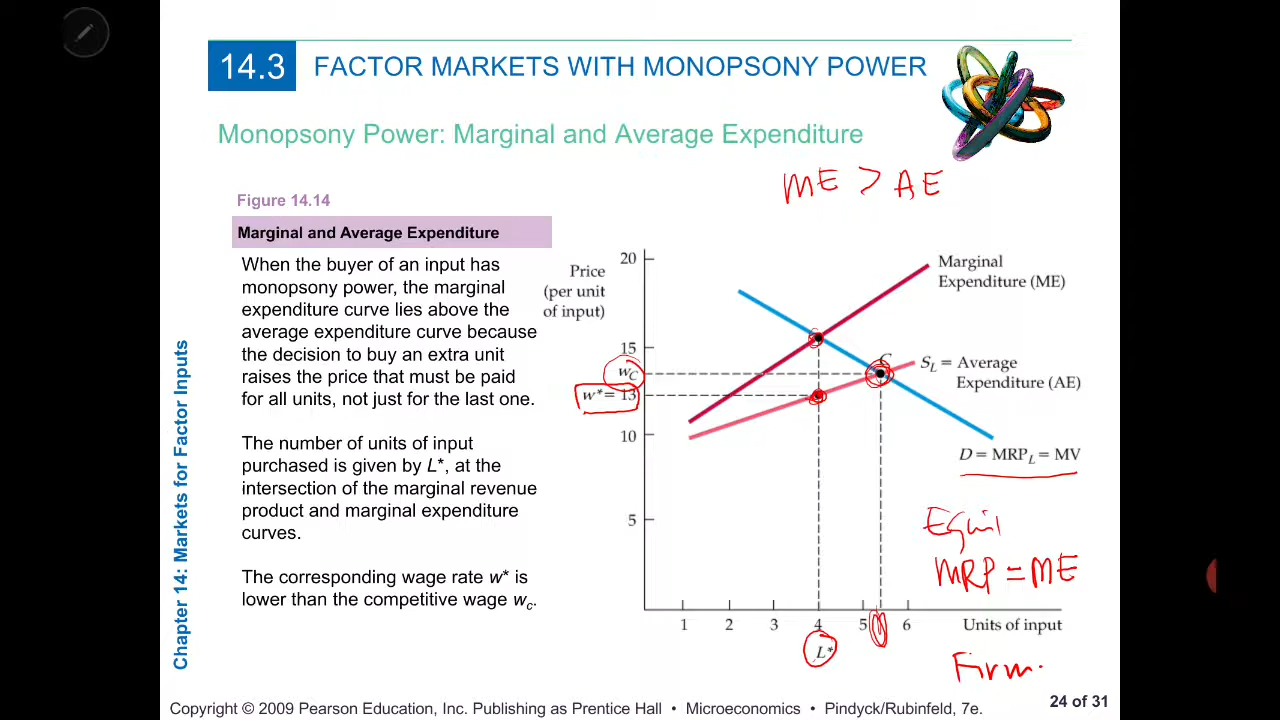 14.3 FACTOR MARKETS WITH MONOPSONY POWER
Monopsony Power: Marginal and Average Expenditure
ME > AE
Figure 14.14
Marginal and Average Expenditure
When the buyer of an input has
monopsony power, the marginal
expenditure curve lies above the
average expenditure curve because
the decision to buy an extra unit
raises the price that must be paid
for all units, not just for the last one.
The number of units of input
purchased is given by L*, at the
intersection of the marginal revenue
product and marginal expenditure
curves.
The corresponding wage rate w* is
lower than the competitive wage wc.
Chapter 14: Markets for Factor Inputs
Price
(per unit
of input)
20
15
wC
w* = 13
10
5
Marginal
Expenditure (ME)
C
SL = Average
Expenditure (AE)
D = MRPL = MV
Equil
MRP = ME
1 2 3 4 5 6 Units of input
L*
Firm.
Copyright © 2009 Pearson Education, Inc. Publishing as Prentice Hall • Microeconomics • Pindyck/Rubinfeld, 7e.
24 of 31